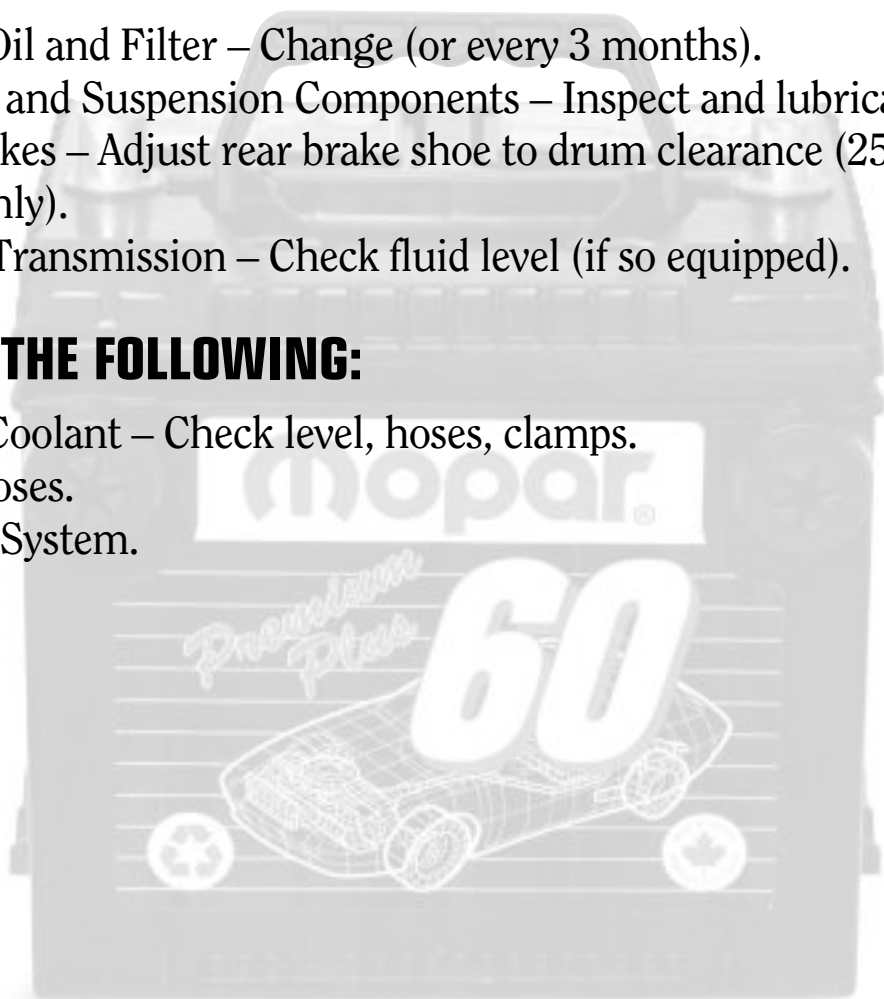 Oil and Filter – Change (or every 3 months).
and Suspension Components – Inspect and lubrica
kes – Adjust rear brake shoe to drum clearance (25
nly).
Transmission – Check fluid level (if so equipped).
THE FOLLOWING:
Coolant – Check level, hoses, clamps.
oses.
System.
mopar®
Premium
Plus
60